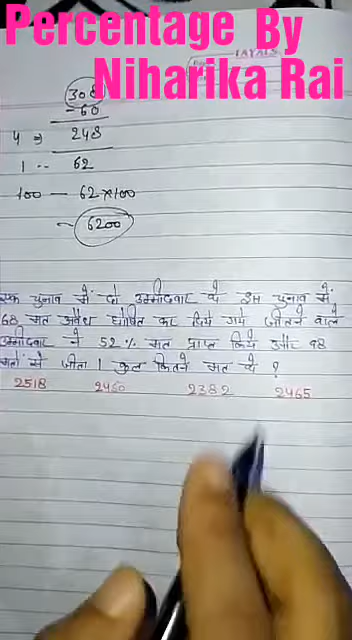 Percentage By
Niharika Rai
308
- 60
4 ⇒ 248
1 -- 62
100 — 62×100
6200
एक चुनाव में दो उम्मीदवार थे इस चुनाव में
68 मत अवैध घोषित कर दिये गये जीतने वाले
उम्मीदवार ने 52% मत प्राप्त किये और 98
मतों से जीता । कुल कितने मत थे ?
2518 2450 2382 2465